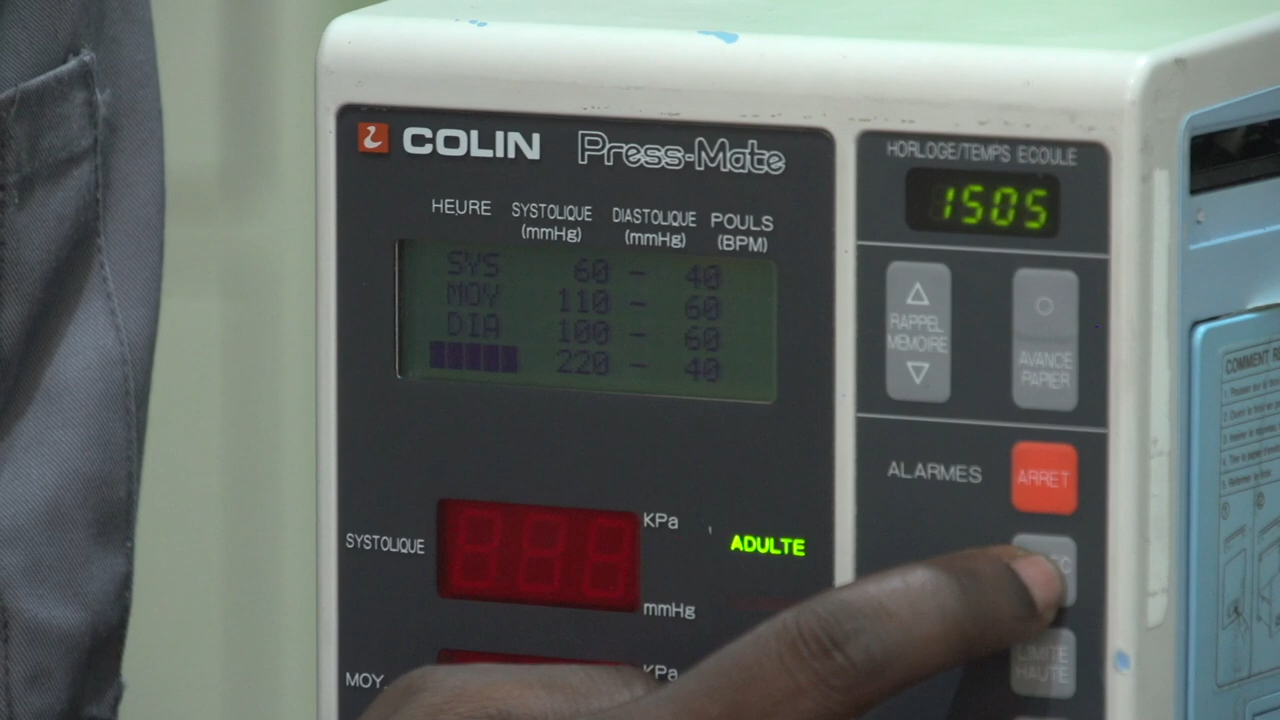 COLIN Press-Mate
HORLOGE/TEMPS ECOULE
1505
HEURE SYSTOLIQUE DIASTOLIQUE POULS
(mmHg) (mmHg) (BPM)
SYS 60 - 40
MOY 110 - 60
DIA 100 - 60
220 - 40
RAPPEL
MEMOIRE
AVANCE
PAPIER
ALARMES
ARRET
SYSTOLIQUE
KPa
mmHg
ADULTE
LIMITE
HAUTE
MOY.
KPa
COMMENT